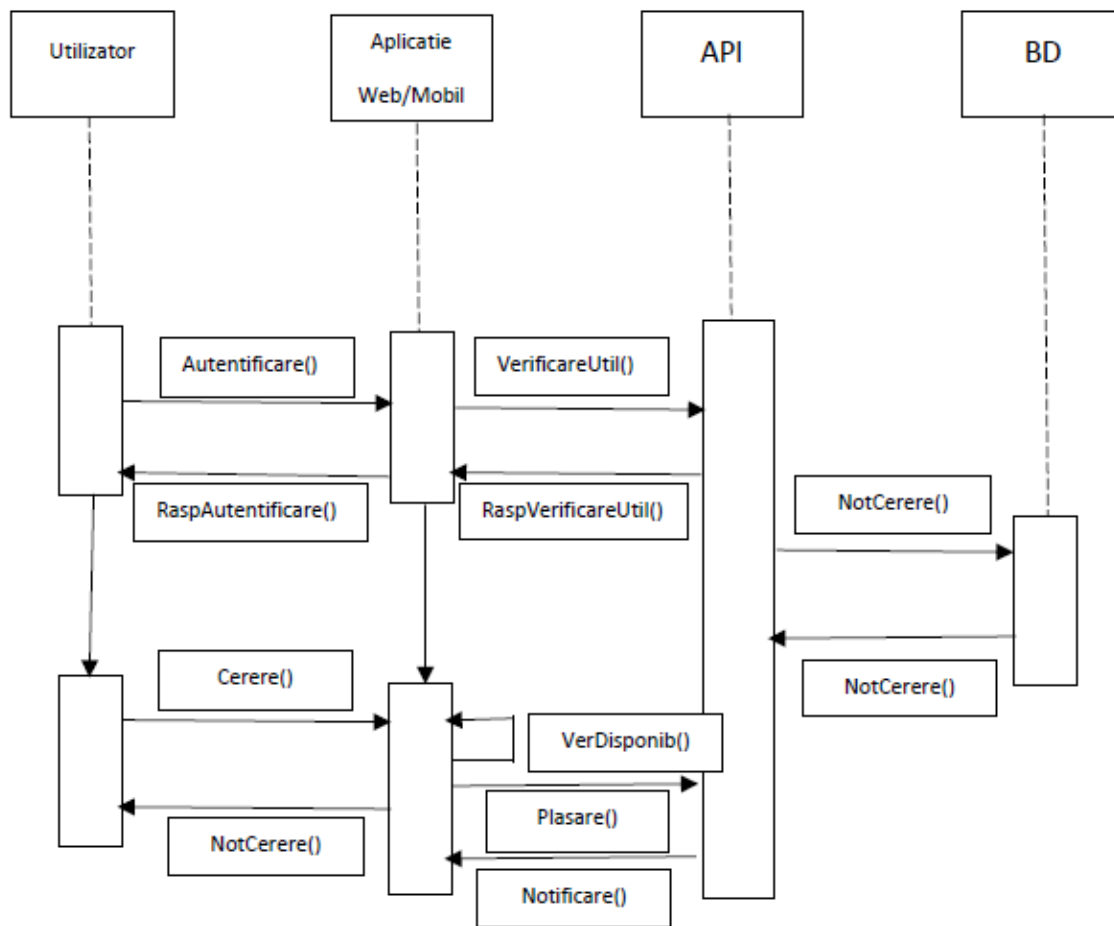 Utilizator
Aplicatie
Web/Mobil
API
BD
Autentificare()
VerificareUtil()
RaspAutentificare()
RaspVerificareUtil()
NotCerere()
Cerere()
NotCerere()
VerDisponib()
Plasare()
NotCerere()
Notificare()